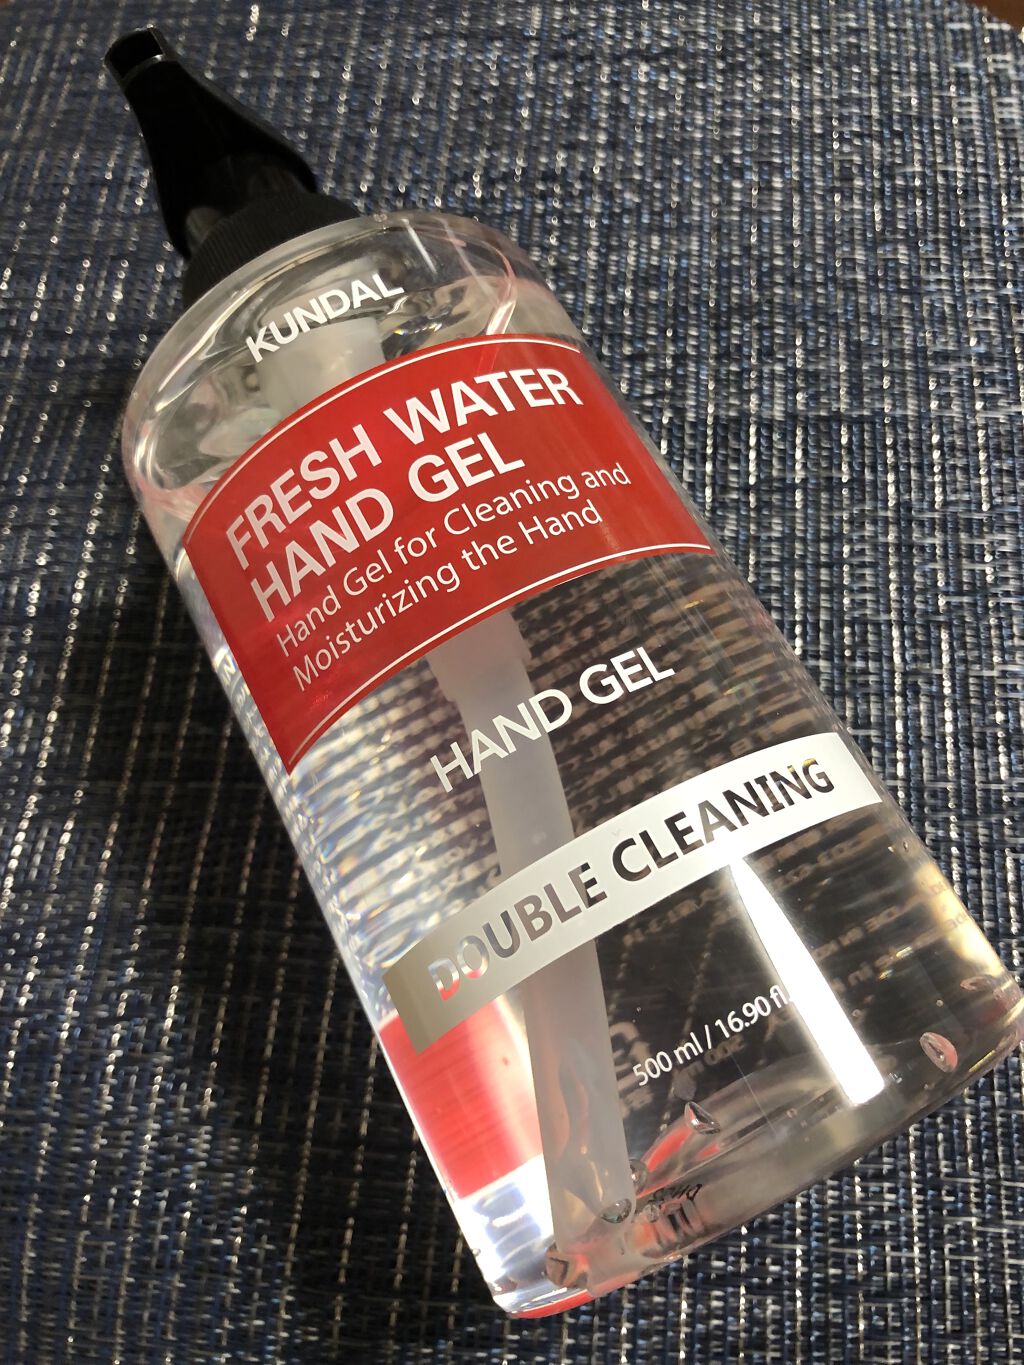 KUNDAL
FRESH WATER
HAND GEL
Hand Gel for Cleaning and
Moisturizing the Hand
HAND GEL
DOUBLE CLEANING
500 ml / 16.90 fl